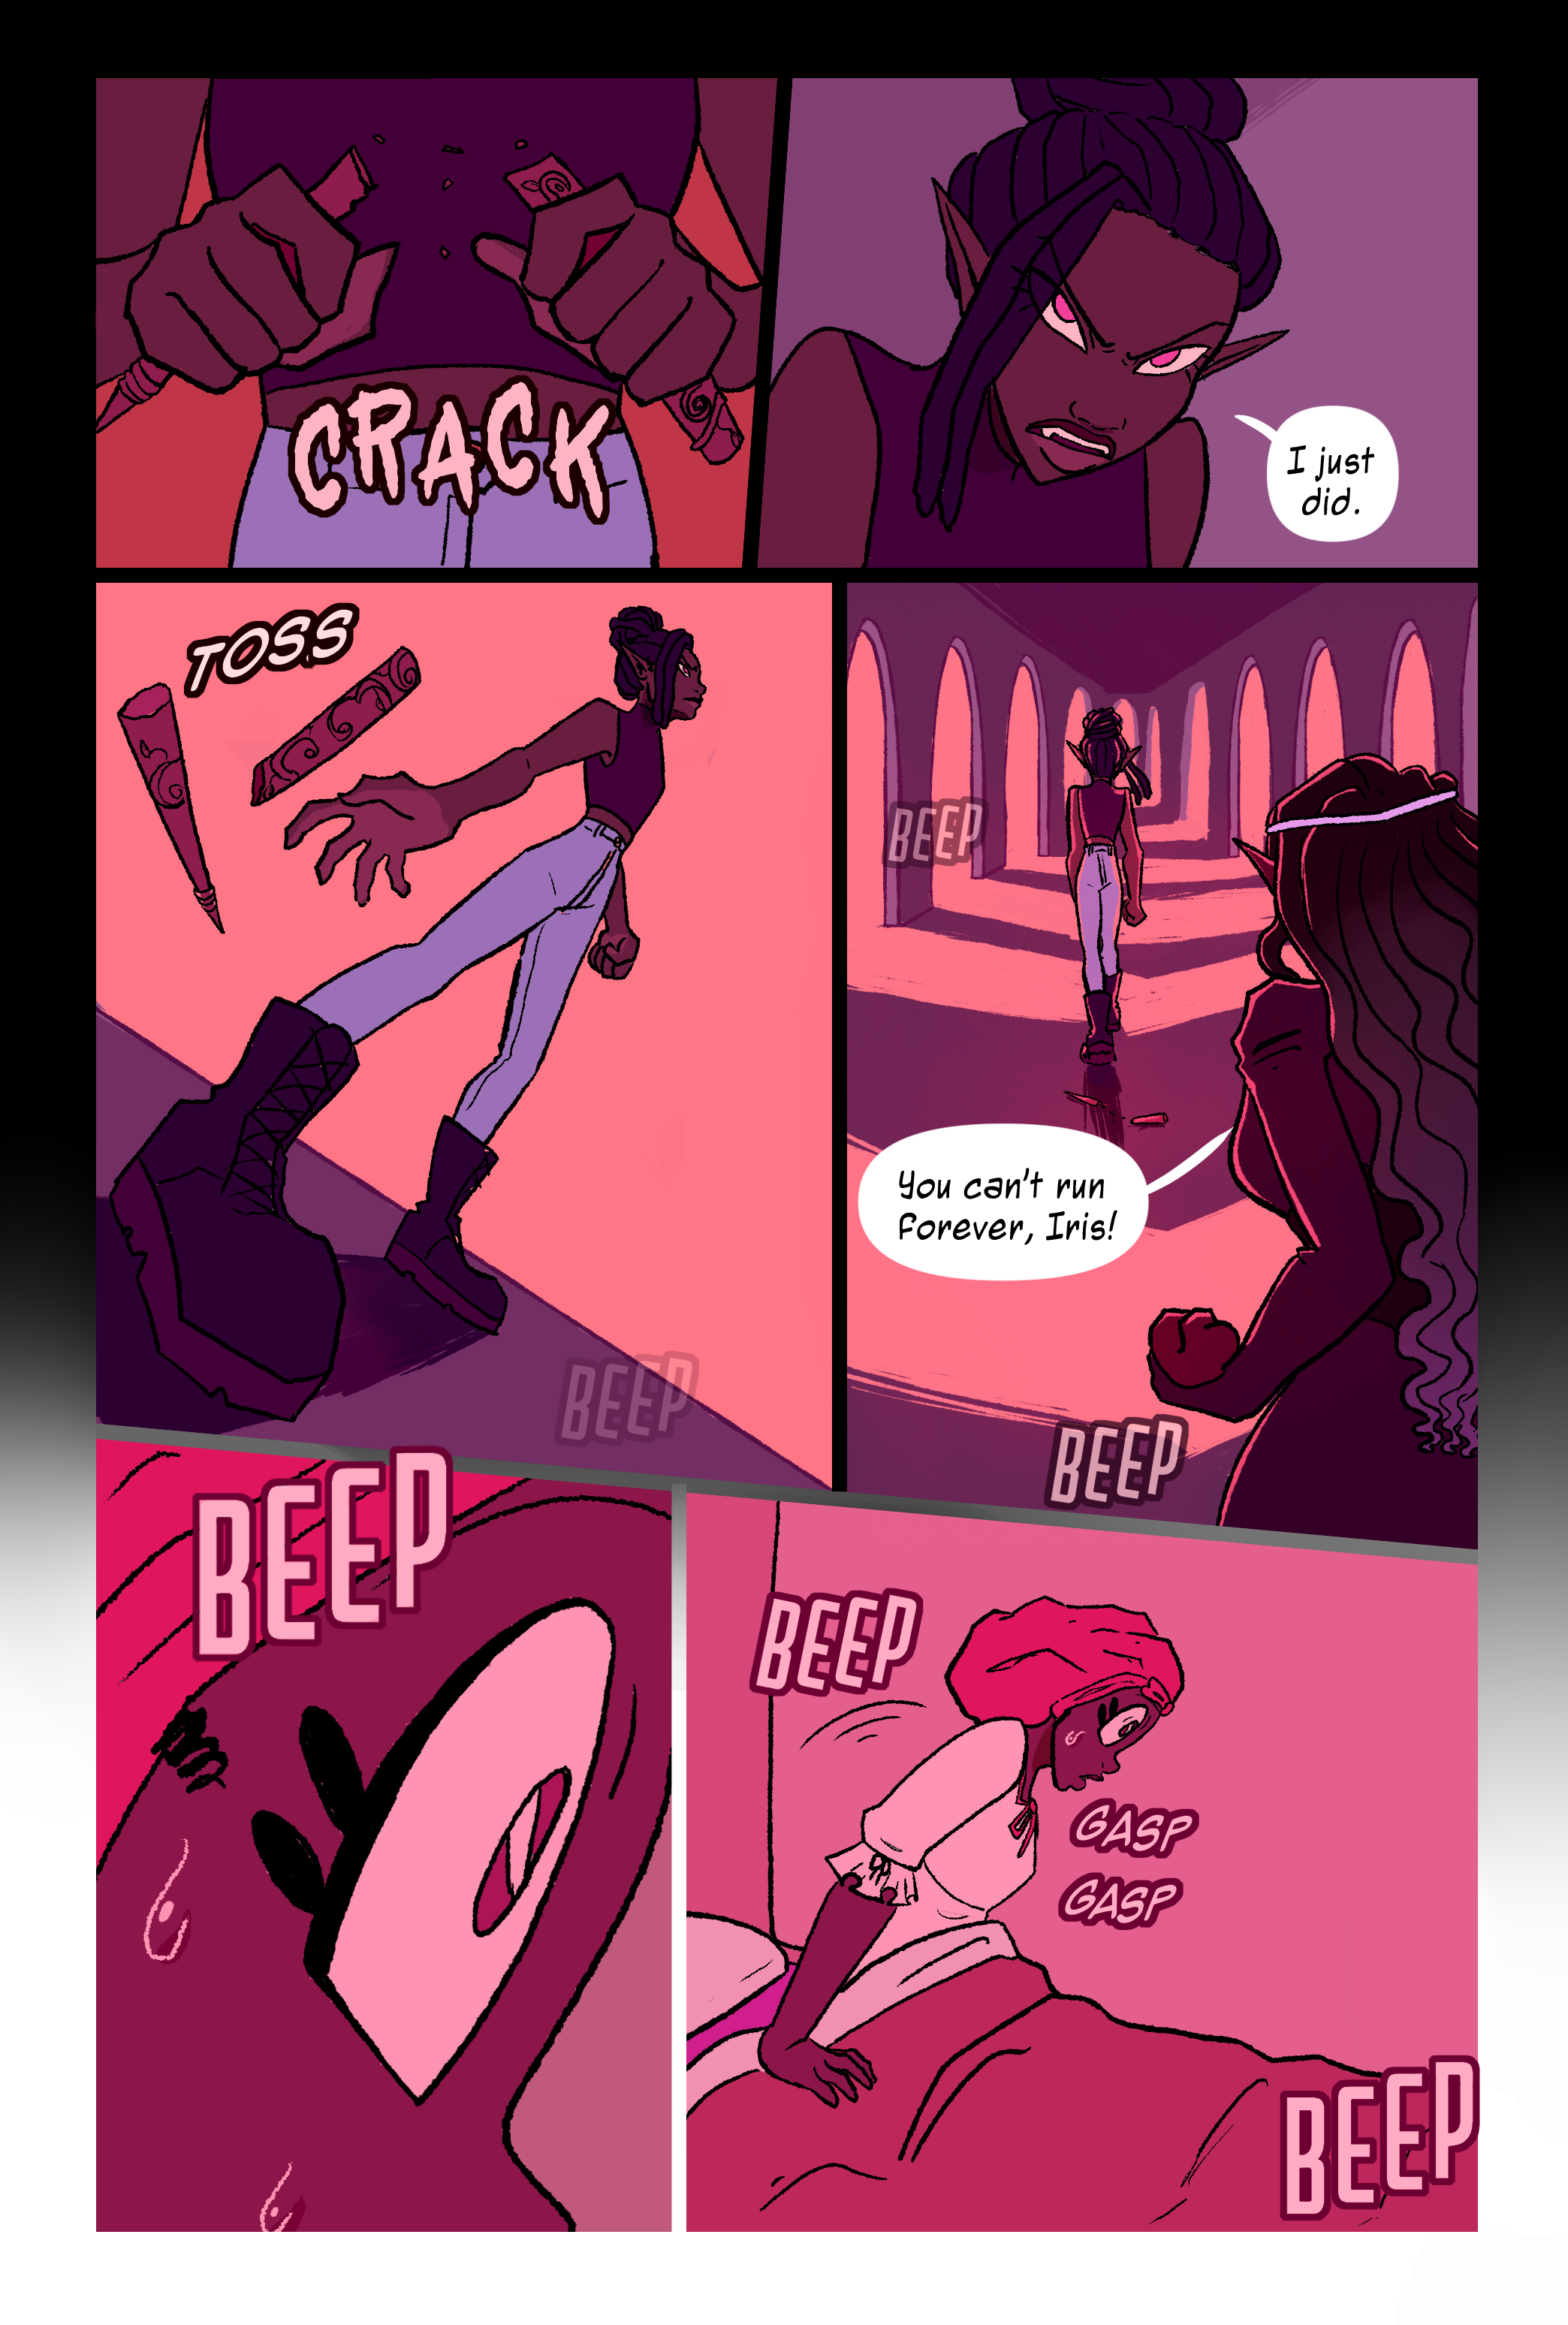 CRACK
I just
did.
TOSS
BEEP
BEEP
You can't run
forever, Iris!
BEEP
BEEP
BEEP
GASP
GASP
BEEP